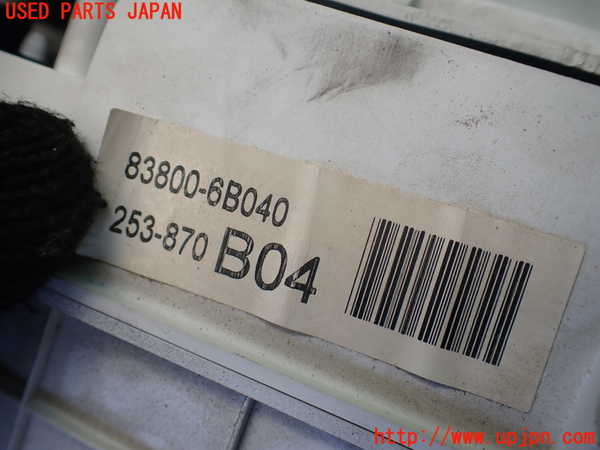 USED PARTS JAPAN
83800-6B040
253-870 B04
http://www.upjpn.com/